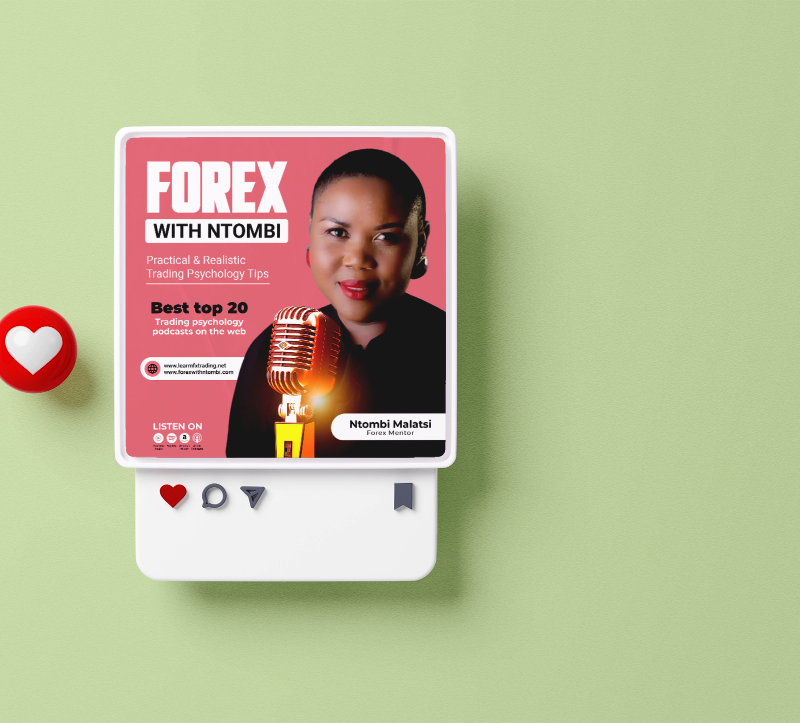 FOREX
WITH NTOMBI
Practical & Realistic
Trading Psychology Tips
Best top 20
Trading psychology
podcasts on the web
www.learnfxtrading.net
www.forexwithntombi.com
Ntombi Malatsi
Forex Mentor
LISTEN ON